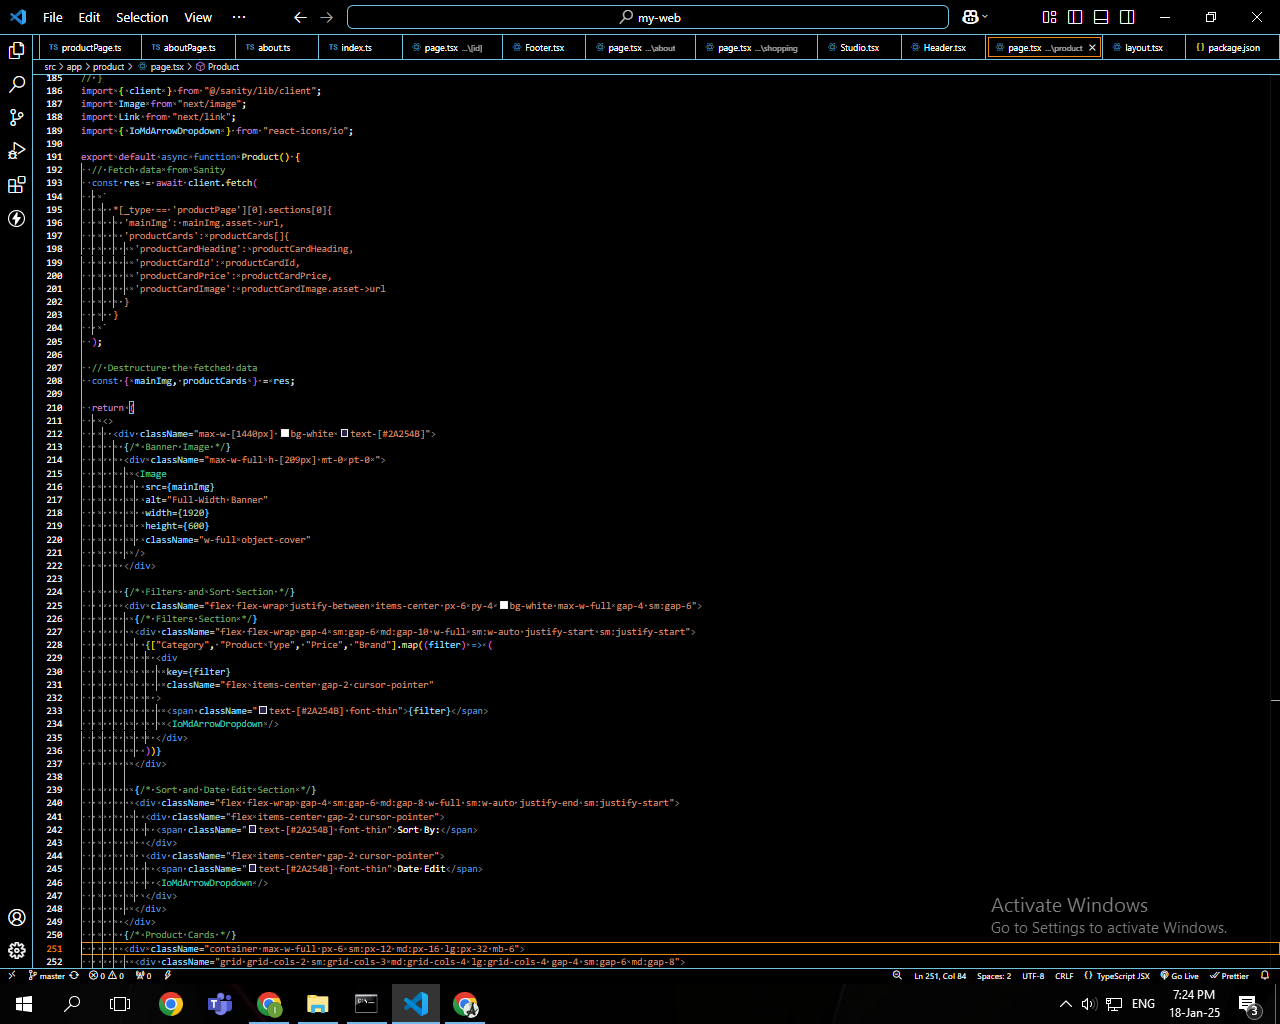 File Edit Selection View ··· my-web
productPage.ts aboutPage.ts about.ts index.ts page.tsx ...\[id] Footer.tsx page.tsx ...\about page.tsx ...\shopping Studio.tsx Header.tsx page.tsx ...\product layout.tsx package.json
src > app > product > page.tsx > Product
185 // }
186 import { client } from "@/sanity/lib/client";
187 import Image from "next/image";
188 import Link from "next/link";
189 import { IoMdArrowDropdown } from "react-icons/io";
190
191 export default async function Product() {
192 // Fetch data from Sanity
193 const res = await client.fetch(
194 `
195 *[_type == 'productPage'][0].sections[0]{
196 'mainImg': mainImg.asset->url,
197 'productCards': productCards[]{
198 'productCardHeading': productCardHeading,
199 'productCardId': productCardId,
200 'productCardPrice': productCardPrice,
201 'productCardImage': productCardImage.asset->url
202 }
203 }
204 `
205 );
206
207 // Destructure the fetched data
208 const { mainImg, productCards } = res;
209
210 return (
211 <>
212 <div className="max-w-[1440px] bg-white text-[#2A254B]">
213 {/* Banner Image */}
214 <div className="max-w-full h-[209px] mt-0 pt-0 ">
215 <Image
216 src={mainImg}
217 alt="Full-Width Banner"
218 width={1920}
219 height={600}
220 className="w-full object-cover"
221 />
222 </div>
223
224 {/* Filters and Sort Section */}
225 <div className="flex flex-wrap justify-between items-center px-6 py-4 bg-white max-w-full gap-4 sm:gap-6">
226 {/* Filters Section */}
227 <div className="flex flex-wrap gap-4 sm:gap-6 md:gap-10 w-full sm:w-auto justify-start sm:justify-start">
228 {["Category", "Product Type", "Price", "Brand"].map((filter) => (
229 <div
230 key={filter}
231 className="flex items-center gap-2 cursor-pointer"
232 >
233 <span className="text-[#2A254B] font-thin">{filter}</span>
234 <IoMdArrowDropdown />
235 </div>
236 ))}
237 </div>
238
239 {/* Sort and Date Edit Section */}
240 <div className="flex flex-wrap gap-4 sm:gap-6 md:gap-8 w-full sm:w-auto justify-end sm:justify-start">
241 <div className="flex items-center gap-2 cursor-pointer">
242 <span className="text-[#2A254B] font-thin">Sort By:</span>
243 </div>
244 <div className="flex items-center gap-2 cursor-pointer">
245 <span className="text-[#2A254B] font-thin">Date Edit</span>
246 <IoMdArrowDropdown />
247 </div>
248 </div>
249 </div>
250 {/* Product Cards */}
251 <div className="container max-w-full px-6 sm:px-12 md:px-16 lg:px-32 mb-6">
252 <div className="grid grid-cols-2 sm:grid-cols-3 md:grid-cols-4 lg:grid-cols-4 gap-4 sm:gap-6 md:gap-8">
Activate Windows
Go to Settings to activate Windows.
master 0 0 0 Ln 251, Col 84 Spaces: 2 UTF-8 CRLF TypeScript JSX Go Live Prettier
ENG 7:24 PM
18-Jan-25 3